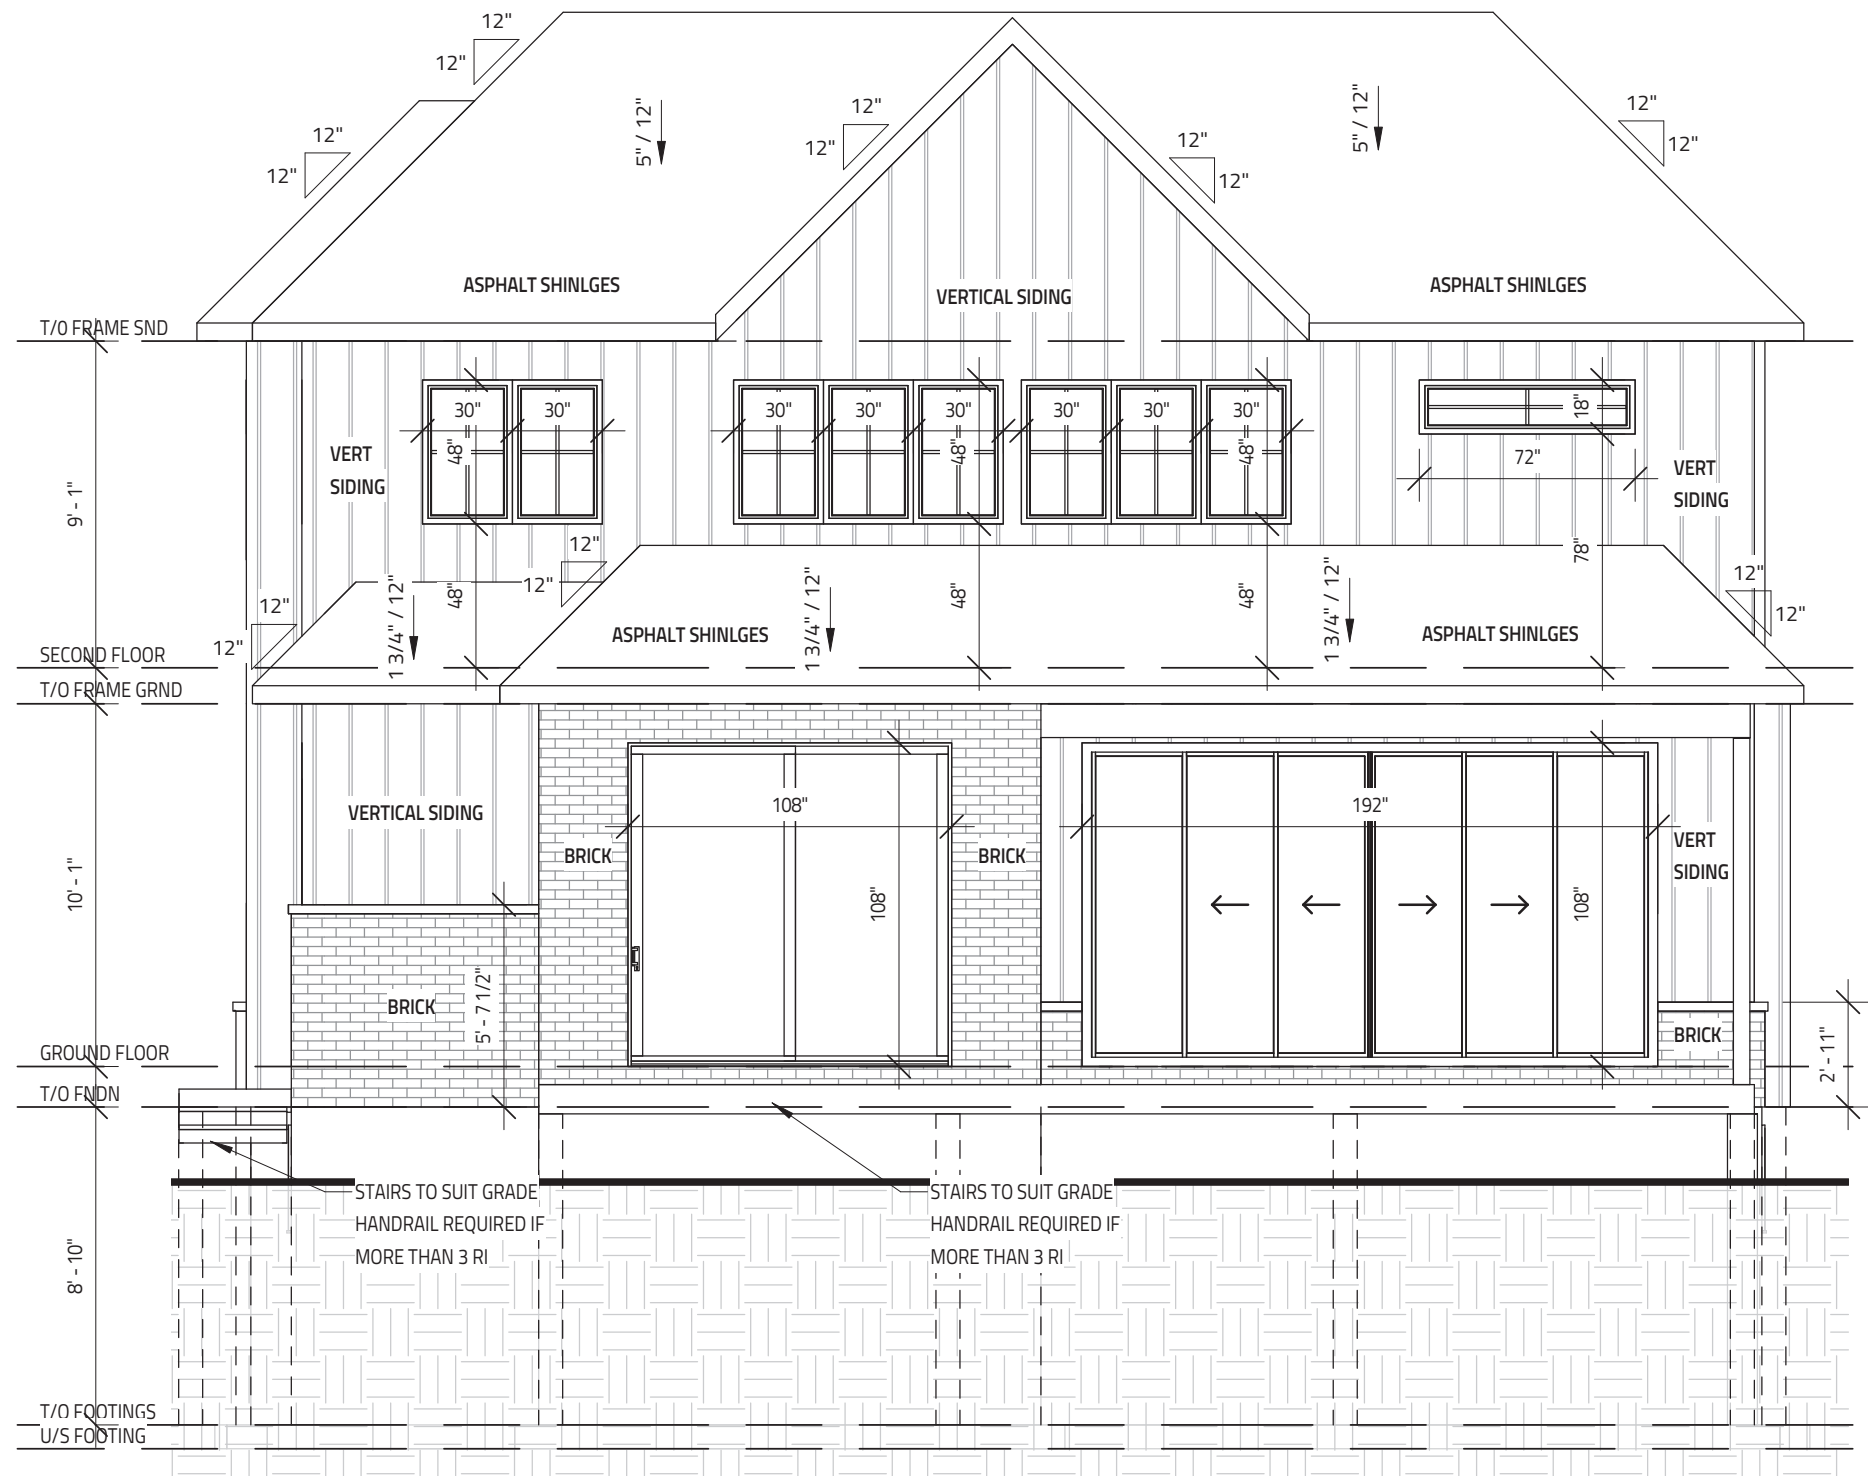 12"
12"
12"
12"
5" / 12"
12"
12"
12"
12"
5" / 12"
12"
12"
ASPHALT SHINLGES
VERTICAL SIDING
ASPHALT SHINLGES
T/O FRAME SND
30"
30"
30"
30"
30"
30"
30"
30"
18"
48"
48"
48"
72"
VERT
SIDING
VERT
SIDING
9' - 1"
12"
12"
78"
12"
12"
12"
12"
1 3/4" / 12"
48"
1 3/4" / 12"
48"
48"
1 3/4" / 12"
ASPHALT SHINLGES
ASPHALT SHINLGES
SECOND FLOOR
T/O FRAME GRND
VERTICAL SIDING
108"
192"
BRICK
BRICK
VERT
SIDING
10' - 1"
108"
108"
BRICK
5' - 7 1/2"
BRICK
2' - 11"
GROUND FLOOR
T/O FNDN
STAIRS TO SUIT GRADE
HANDRAIL REQUIRED IF
MORE THAN 3 RI
STAIRS TO SUIT GRADE
HANDRAIL REQUIRED IF
MORE THAN 3 RI
8' - 10"
T/O FOOTINGS
U/S FOOTING